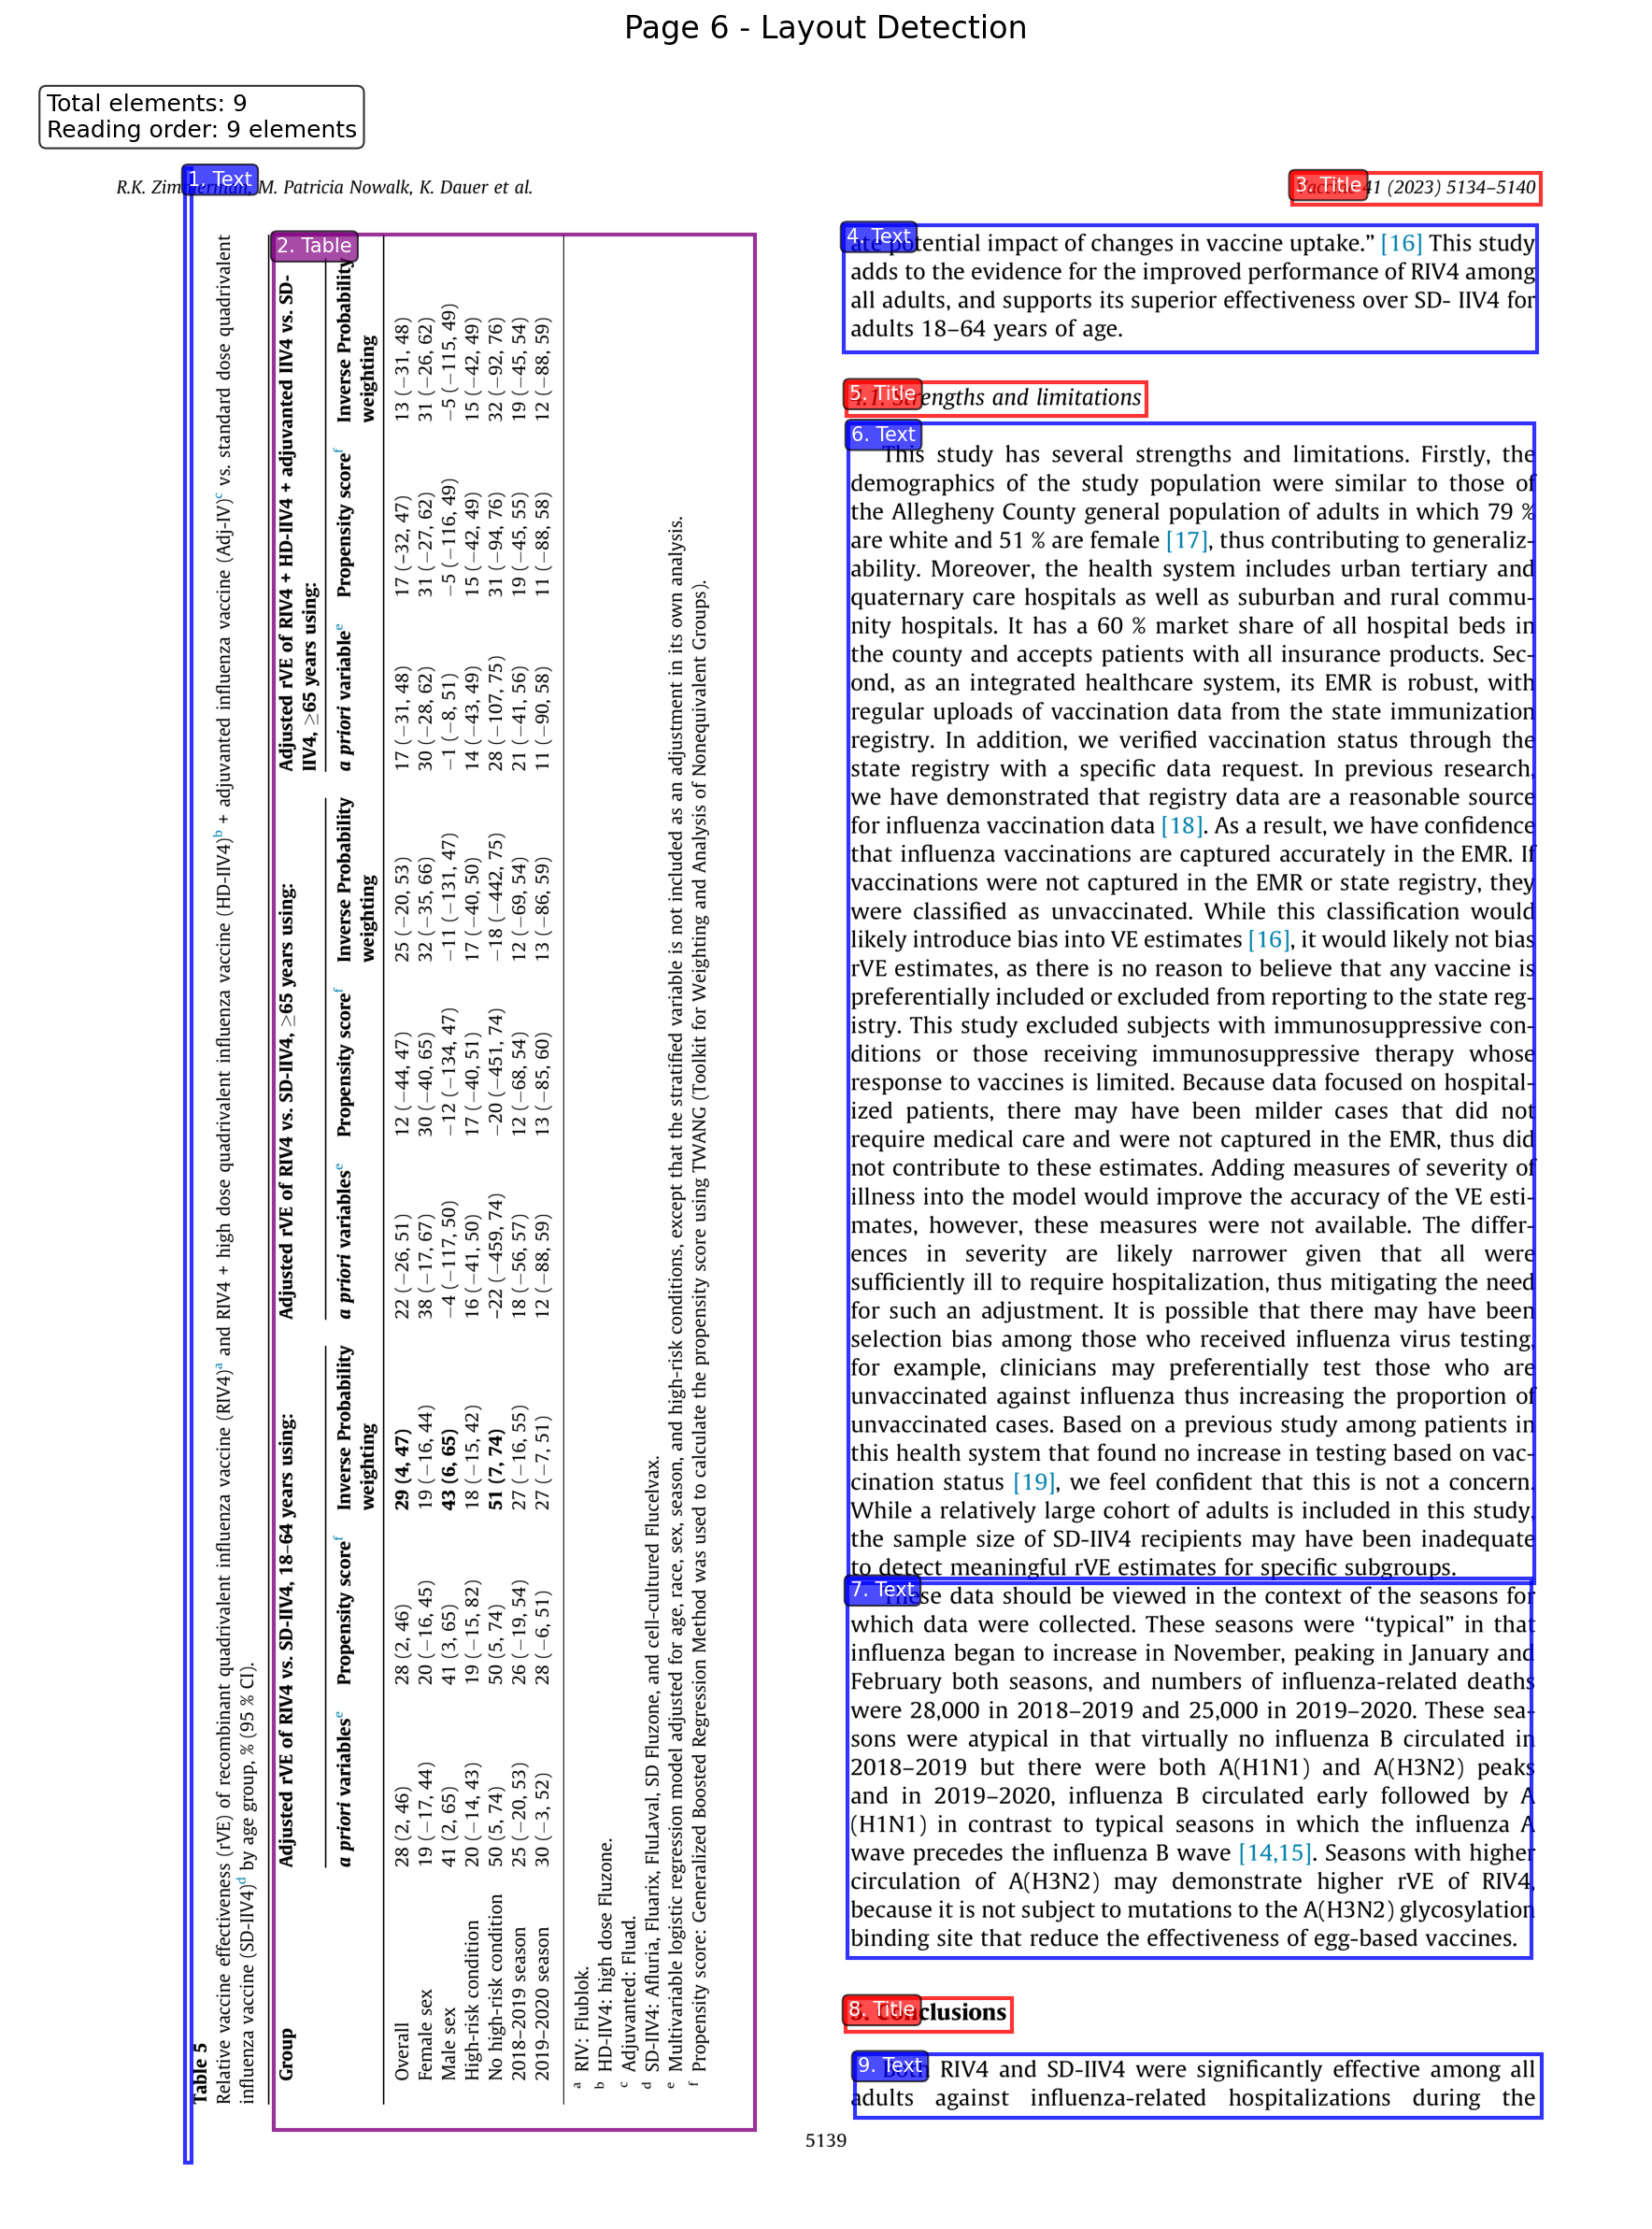 Page 6 - Layout Detection
Total elements: 9
Reading order: 9 elements
1. Text
R.K. Zimmerman, M. Patricia Nowalk, K. Dauer et al.
3. Title
41 (2023) 5134–5140
Table 5
Relative vaccine effectiveness (rVE) of recombinant quadrivalent influenza vaccine (RIV4)a and RIV4 + high dose quadrivalent influenza vaccine (HD-IIV4)b + adjuvanted influenza vaccine (Adj-IV)c vs. standard dose quadrivalent
influenza vaccine (SD-IIV4)d by age group, % (95 % CI).
2. Table
Group Adjusted rVE of RIV4 vs. SD-IIV4, 18–64 years using: Adjusted rVE of RIV4 vs. SD-IIV4, ≥65 years using: Adjusted rVE of RIV4 + HD-IIV4 + adjuvanted IIV4 vs. SD-
IIV4, ≥65 years using:
a priori variablese Propensity scoref Inverse Probability a priori variablese Propensity scoref Inverse Probability a priori variablee Propensity scoref Inverse Probability
weighting weighting weighting
Overall 28 (2, 46) 28 (2, 46) 29 (4, 47) 22 (−26, 51) 12 (−44, 47) 25 (−20, 53) 17 (−31, 48) 17 (-32, 47) 13 (−31, 48)
Female sex 19 (−17, 44) 20 (−16, 45) 19 (−16, 44) 38 (−17, 67) 30 (−40, 65) 32 (−35, 66) 30 (−28, 62) 31 (−27, 62) 31 (−26, 62)
Male sex 41 (2, 65) 41 (3, 65) 43 (6, 65) −4 (−117, 50) −12 (−134, 47) −11 (−131, 47) −1 (−8, 51) −5 (−116, 49) −5 (−115, 49)
High-risk condition 20 (−14, 43) 19 (−15, 82) 18 (−15, 42) 16 (−41, 50) 17 (−40, 51) 17 (−40, 50) 14 (−43, 49) 15 (−42, 49) 15 (−42, 49)
No high-risk condition 50 (5, 74) 50 (5, 74) 51 (7, 74) −22 (−459, 74) −20 (−451, 74) −18 (−442, 75) 28 (−107, 75) 31 (−94, 76) 32 (−92, 76)
2018–2019 season 25 (−20, 53) 26 (−19, 54) 27 (−16, 55) 18 (−56, 57) 12 (−68, 54) 12 (−69, 54) 21 (−41, 56) 19 (−45, 55) 19 (−45, 54)
2019–2020 season 30 (−3, 52) 28 (−6, 51) 27 (−7, 51) 12 (−88, 59) 13 (−85, 60) 13 (−86, 59) 11 (−90, 58) 11 (−88, 58) 12 (−88, 59)
a RIV: Flublok.
b HD-IIV4: high dose Fluzone.
c Adjuvanted: Fluad.
d SD-IIV4: Afluria, Fluarix, FluLaval, SD Fluzone, and cell-cultured Flucelvax.
e Multivariable logistic regression model adjusted for age, race, sex, season, and high-risk conditions, except that the stratified variable is not included as an adjustment in its own analysis.
f Propensity score: Generalized Boosted Regression Method was used to calculate the propensity score using TWANG (Toolkit for Weighting and Analysis of Nonequivalent Groups).
4. Text
ate potential impact of changes in vaccine uptake.” [16] This study
adds to the evidence for the improved performance of RIV4 among
all adults, and supports its superior effectiveness over SD- IIV4 for
adults 18–64 years of age.
5. Title
4.1. Strengths and limitations
6. Text
This study has several strengths and limitations. Firstly, the
demographics of the study population were similar to those of
the Allegheny County general population of adults in which 79 %
are white and 51 % are female [17], thus contributing to generaliz-
ability. Moreover, the health system includes urban tertiary and
quaternary care hospitals as well as suburban and rural commu-
nity hospitals. It has a 60 % market share of all hospital beds in
the county and accepts patients with all insurance products. Sec-
ond, as an integrated healthcare system, its EMR is robust, with
regular uploads of vaccination data from the state immunization
registry. In addition, we verified vaccination status through the
state registry with a specific data request. In previous research,
we have demonstrated that registry data are a reasonable source
for influenza vaccination data [18]. As a result, we have confidence
that influenza vaccinations are captured accurately in the EMR. If
vaccinations were not captured in the EMR or state registry, they
were classified as unvaccinated. While this classification would
likely introduce bias into VE estimates [16], it would likely not bias
rVE estimates, as there is no reason to believe that any vaccine is
preferentially included or excluded from reporting to the state reg-
istry. This study excluded subjects with immunosuppressive con-
ditions or those receiving immunosuppressive therapy whose
response to vaccines is limited. Because data focused on hospital-
ized patients, there may have been milder cases that did not
require medical care and were not captured in the EMR, thus did
not contribute to these estimates. Adding measures of severity of
illness into the model would improve the accuracy of the VE esti-
mates, however, these measures were not available. The differ-
ences in severity are likely narrower given that all were
sufficiently ill to require hospitalization, thus mitigating the need
for such an adjustment. It is possible that there may have been
selection bias among those who received influenza virus testing,
for example, clinicians may preferentially test those who are
unvaccinated against influenza thus increasing the proportion of
unvaccinated cases. Based on a previous study among patients in
this health system that found no increase in testing based on vac-
cination status [19], we feel confident that this is not a concern.
While a relatively large cohort of adults is included in this study,
the sample size of SD-IIV4 recipients may have been inadequate
to detect meaningful rVE estimates for specific subgroups.
7. Text
These data should be viewed in the context of the seasons for
which data were collected. These seasons were “typical” in that
influenza began to increase in November, peaking in January and
February both seasons, and numbers of influenza-related deaths
were 28,000 in 2018–2019 and 25,000 in 2019–2020. These sea-
sons were atypical in that virtually no influenza B circulated in
2018–2019 but there were both A(H1N1) and A(H3N2) peaks
and in 2019–2020, influenza B circulated early followed by A
(H1N1) in contrast to typical seasons in which the influenza A
wave precedes the influenza B wave [14,15]. Seasons with higher
circulation of A(H3N2) may demonstrate higher rVE of RIV4,
because it is not subject to mutations to the A(H3N2) glycosylation
binding site that reduce the effectiveness of egg-based vaccines.
8. Title
5. Conclusions
9. Text
Both RIV4 and SD-IIV4 were significantly effective among all
adults against influenza-related hospitalizations during the
5139